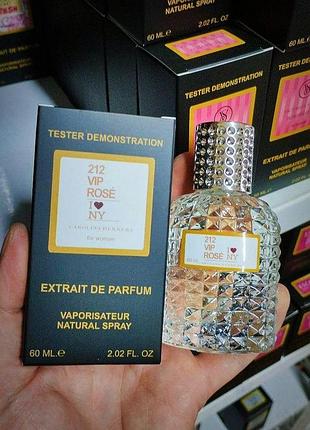 60 ML.℮ 2.02 FL. OZ
TESTER DEMONSTRATION
TESTER DEMONSTRATION
212
VIP
ROSÉ
I ♥
NY
CAROLINA HERRERA
for women
EXTRAIT DE PARFUM
VAPORISATEUR
NATURAL SPRAY
60 ML.℮ 2.02 FL. OZ
212
VIP
ROSÉ
I ♥
NY
EXTRAIT DE PARFUM
VAPORISATEUR
NATURAL SPRAY